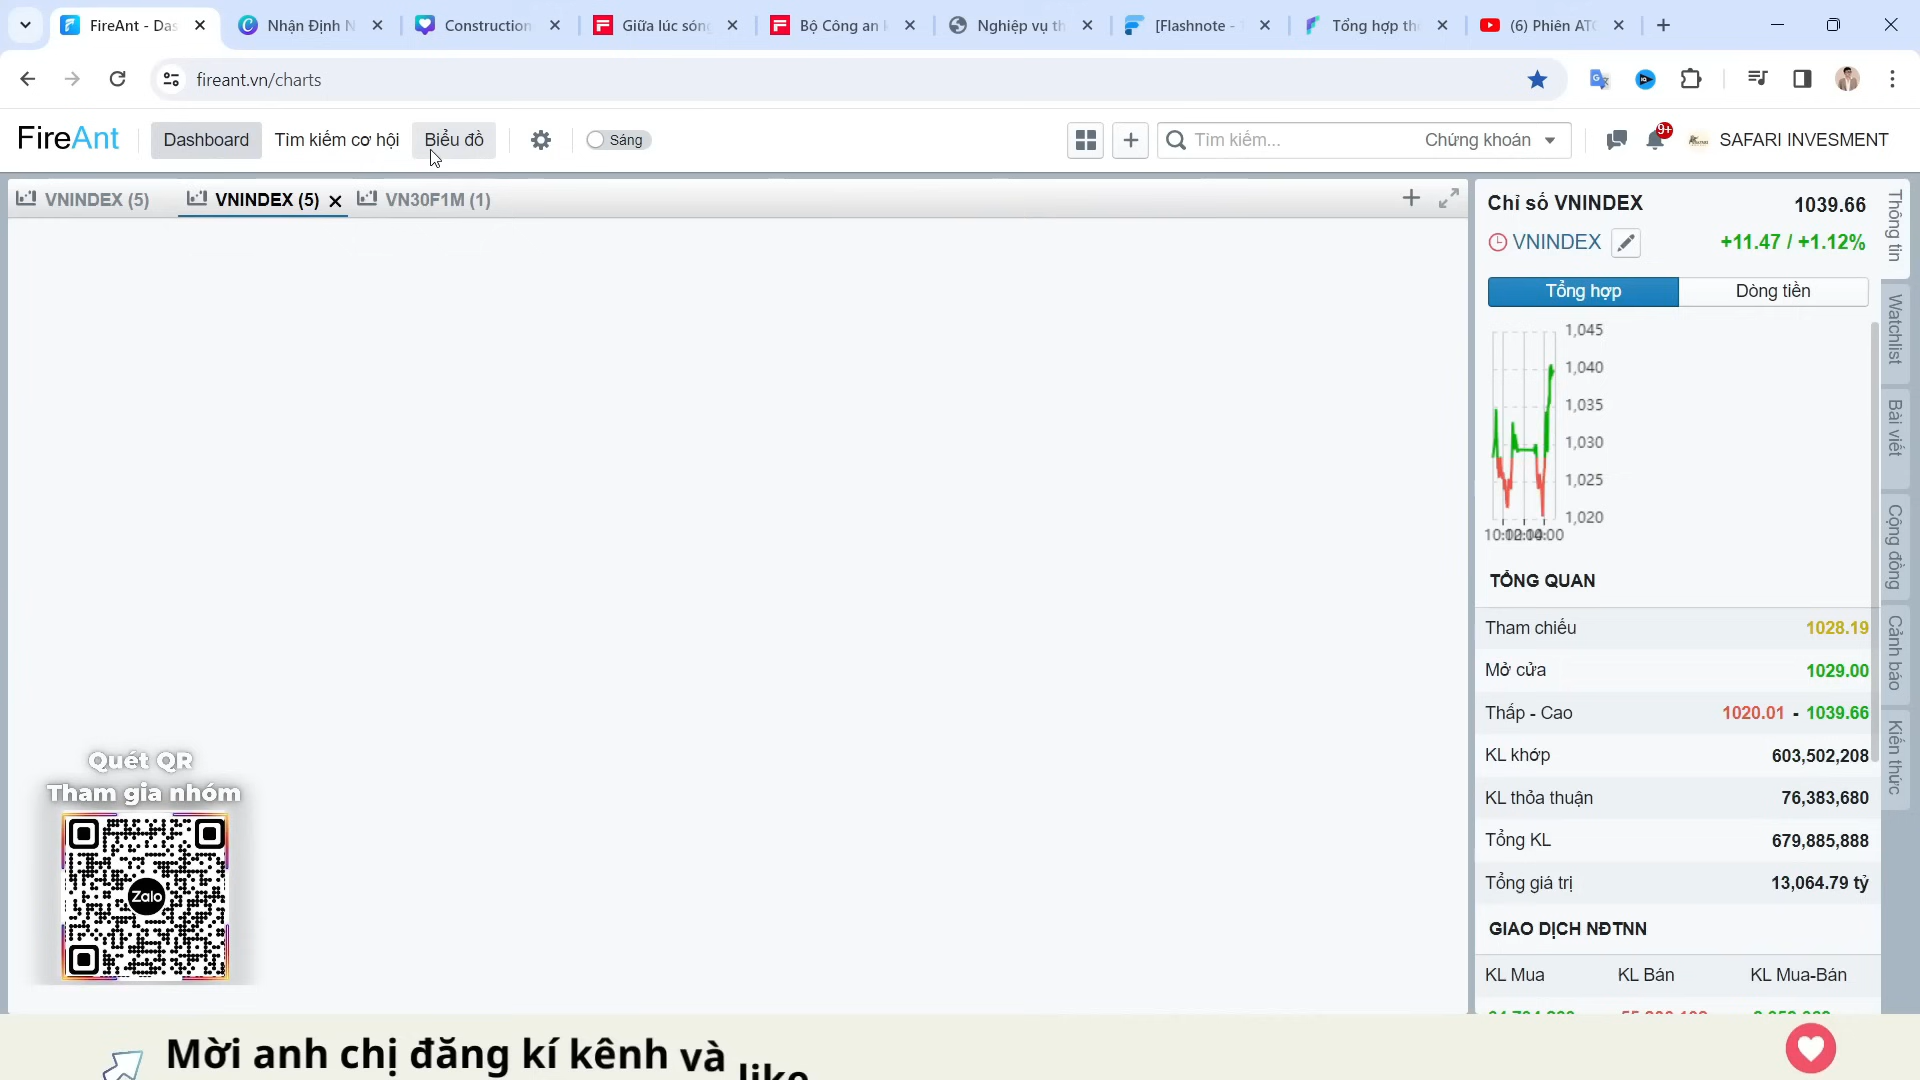 FireAnt - Das
Nhận Định N
Construction
Giữa lúc sóng
Bộ Công an k
Nghiệp vụ th
[Flashnote -
Tổng hợp th
(6) Phiên ATC
fireant.vn/charts
FireAnt
Dashboard
Tìm kiếm cơ hội
Biểu đồ
Sáng
Tìm kiếm...
Chứng khoán
9+
SAFARI INVESMENT
VNINDEX (5)
VNINDEX (5)
VN30F1M (1)
Chỉ số VNINDEX 1039.66
VNINDEX +11.47 / +1.12%
Tổng hợp Dòng tiền
1,045
1,040
1,035
1,030
1,025
1,020
TỔNG QUAN
Tham chiếu 1028.19
Mở cửa 1029.00
Thấp - Cao 1020.01 - 1039.66
KL khớp 603,502,208
KL thỏa thuận 76,383,680
Tổng KL 679,885,888
Tổng giá trị 13,064.79 tỷ
GIAO DỊCH NĐTNN
KL Mua KL Bán KL Mua-Bán
Thông tin
Watchlist
Bài viết
Cộng đồng
Cảnh báo
Kiến thức
Quét QR
Tham gia nhóm
Zalo
Mời anh chị đăng kí kênh và like